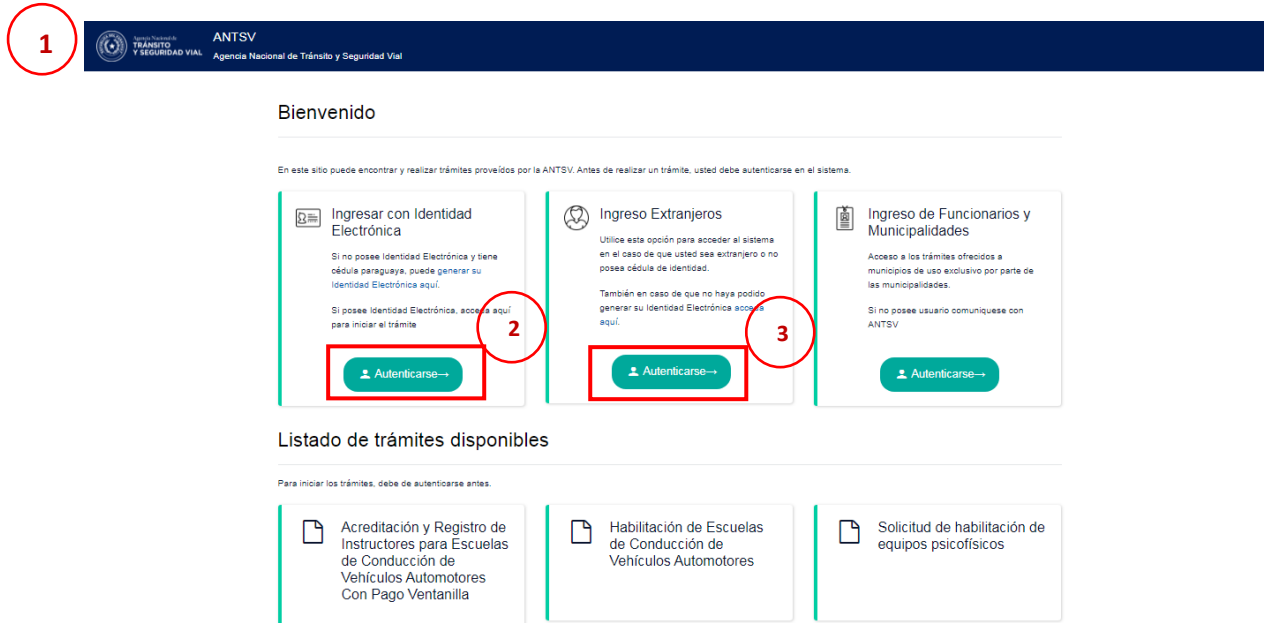 1
Agencia Nacional de
TRÁNSITO
Y SEGURIDAD VIAL
ANTSV
Agencia Nacional de Tránsito y Seguridad Vial
Bienvenido
En este sitio puede encontrar y realizar trámites proveídos por la ANTSV. Antes de realizar un trámite, usted debe autenticarse en el sistema.
Ingresar con Identidad
Electrónica
Si no posee Identidad Electrónica y tiene
cédula paraguaya, puede generar su
Identidad Electrónica aquí.
Si posee Identidad Electrónica, acceda aquí
para iniciar el trámite
2
Autenticarse→
Ingreso Extranjeros
Utilice esta opción para acceder al sistema
en el caso de que usted sea extranjero o no
posea cédula de identidad.
También en caso de que no haya podido
generar su Identidad Electrónica acceda
aquí.
3
Autenticarse→
Ingreso de Funcionarios y
Municipalidades
Acceso a los trámites ofrecidos a
municipios de uso exclusivo por parte de
las municipalidades.
Si no posee usuario comuniquese con
ANTSV
Autenticarse→
Listado de trámites disponibles
Para iniciar los trámites, debe de autenticarse antes.
Acreditación y Registro de
Instructores para Escuelas
de Conducción de
Vehículos Automotores
Con Pago Ventanilla
Habilitación de Escuelas
de Conducción de
Vehículos Automotores
Solicitud de habilitación de
equipos psicofísicos